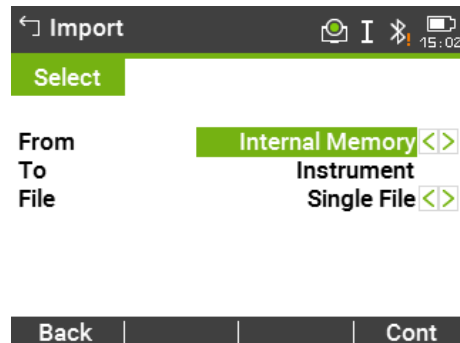 Import
I
15:02
Select
From Internal Memory
To Instrument
File Single File
Back Cont